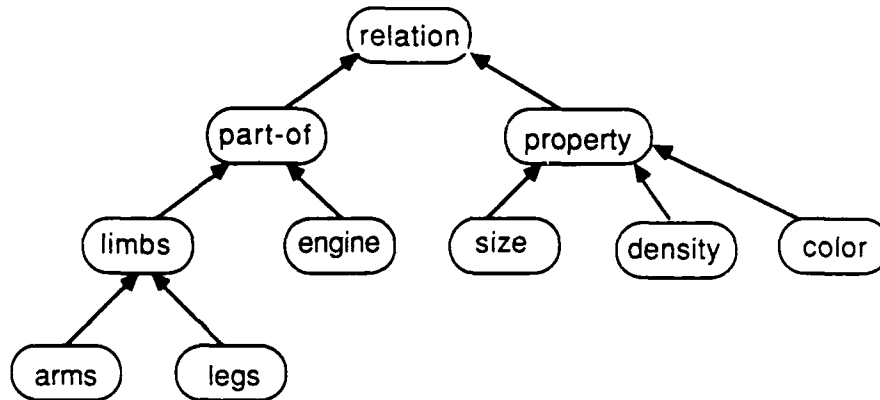 relation
part-of
property
limbs
engine
size
density
color
arms
legs